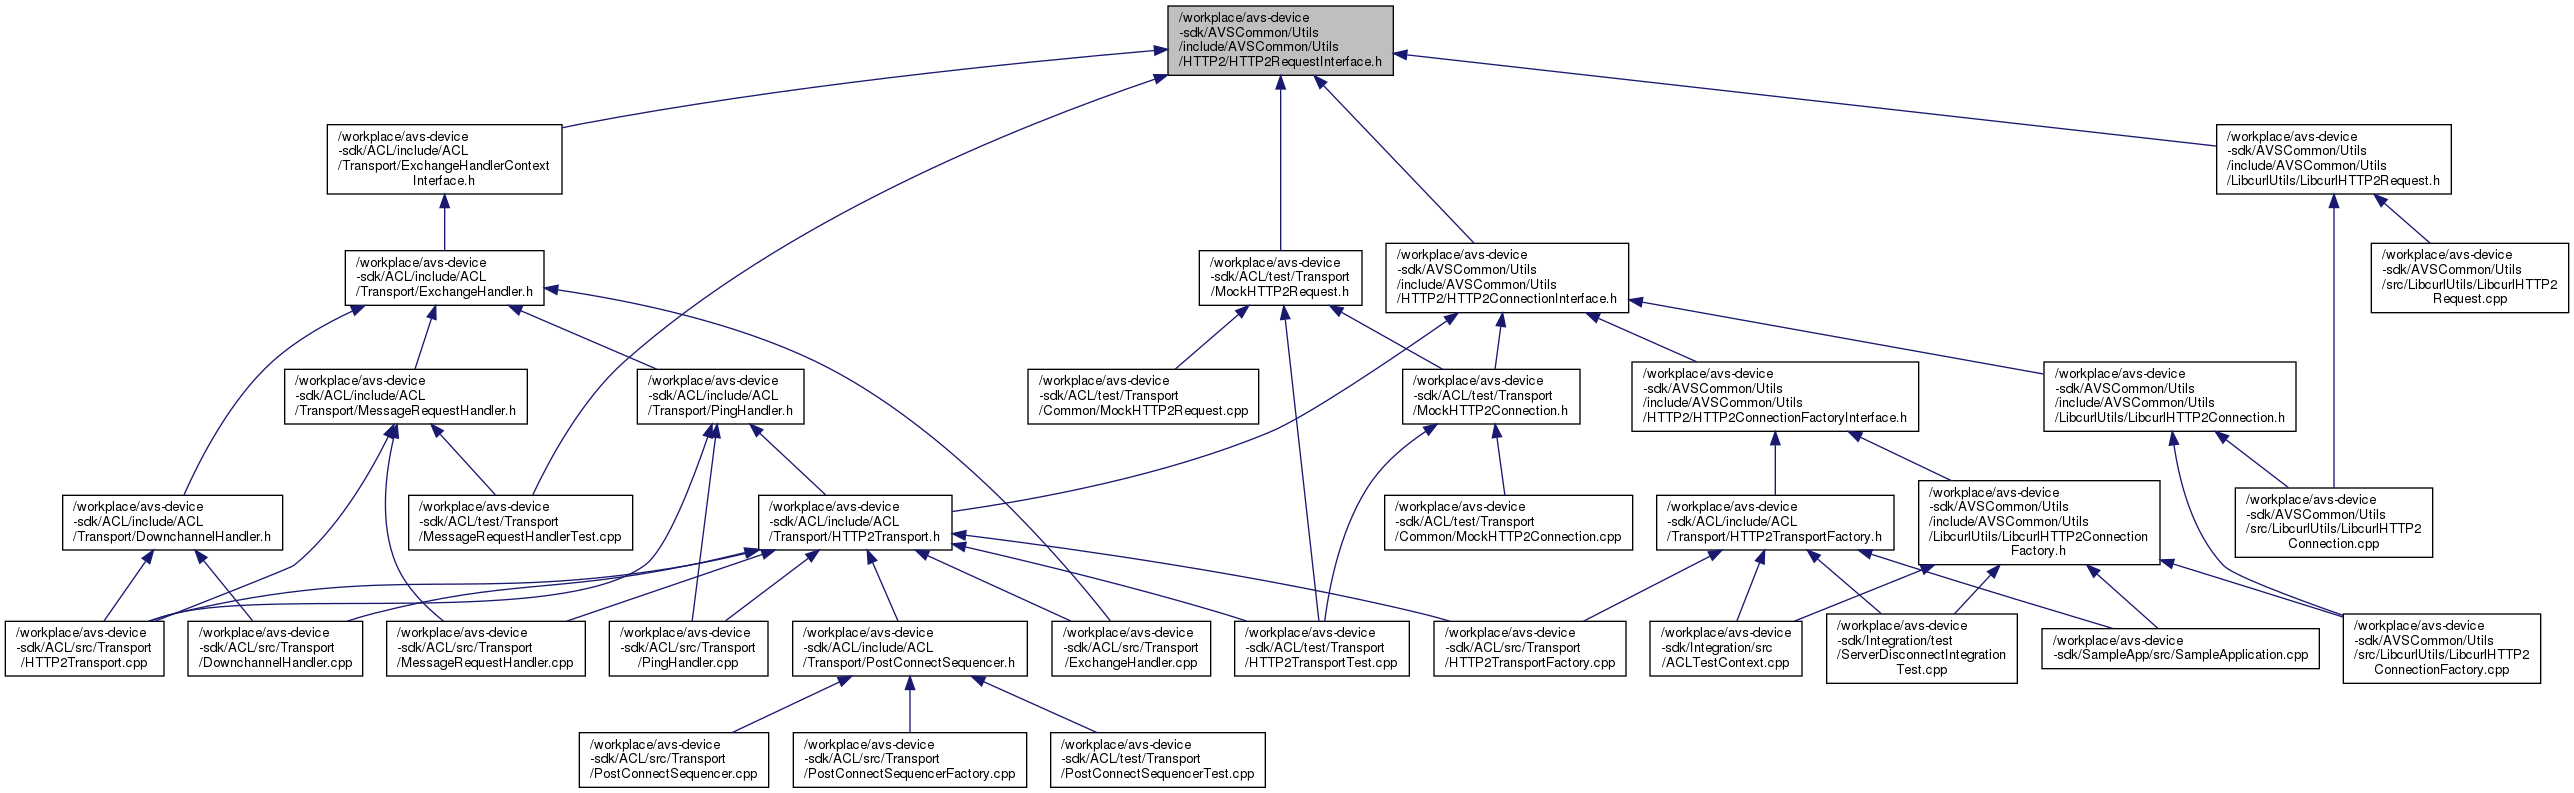 /workplace/avs-device
-sdk/AVSCommon/Utils
/include/AVSCommon/Utils
/HTTP2/HTTP2RequestInterface.h
/workplace/avs-device
-sdk/ACL/include/ACL
/Transport/ExchangeHandlerContext
Interface.h
/workplace/avs-device
-sdk/AVSCommon/Utils
/include/AVSCommon/Utils
/LibcurlUtils/LibcurlHTTP2Request.h
/workplace/avs-device
-sdk/ACL/include/ACL
/Transport/ExchangeHandler.h
/workplace/avs-device
-sdk/ACL/test/Transport
/MockHTTP2Request.h
/workplace/avs-device
-sdk/AVSCommon/Utils
/include/AVSCommon/Utils
/HTTP2/HTTP2ConnectionInterface.h
/workplace/avs-device
-sdk/AVSCommon/Utils
/src/LibcurlUtils/LibcurlHTTP2
Request.cpp
/workplace/avs-device
-sdk/ACL/include/ACL
/Transport/MessageRequestHandler.h
/workplace/avs-device
-sdk/ACL/include/ACL
/Transport/PingHandler.h
/workplace/avs-device
-sdk/ACL/test/Transport
/Common/MockHTTP2Request.cpp
/workplace/avs-device
-sdk/ACL/test/Transport
/MockHTTP2Connection.h
/workplace/avs-device
-sdk/AVSCommon/Utils
/include/AVSCommon/Utils
/HTTP2/HTTP2ConnectionFactoryInterface.h
/workplace/avs-device
-sdk/AVSCommon/Utils
/include/AVSCommon/Utils
/LibcurlUtils/LibcurlHTTP2Connection.h
/workplace/avs-device
-sdk/ACL/include/ACL
/Transport/DownchannelHandler.h
/workplace/avs-device
-sdk/ACL/test/Transport
/MessageRequestHandlerTest.cpp
/workplace/avs-device
-sdk/ACL/include/ACL
/Transport/HTTP2Transport.h
/workplace/avs-device
-sdk/ACL/test/Transport
/Common/MockHTTP2Connection.cpp
/workplace/avs-device
-sdk/ACL/include/ACL
/Transport/HTTP2TransportFactory.h
/workplace/avs-device
-sdk/AVSCommon/Utils
/include/AVSCommon/Utils
/LibcurlUtils/LibcurlHTTP2Connection
Factory.h
/workplace/avs-device
-sdk/AVSCommon/Utils
/src/LibcurlUtils/LibcurlHTTP2
Connection.cpp
/workplace/avs-device
-sdk/ACL/src/Transport
/HTTP2Transport.cpp
/workplace/avs-device
-sdk/ACL/src/Transport
/DownchannelHandler.cpp
/workplace/avs-device
-sdk/ACL/src/Transport
/MessageRequestHandler.cpp
/workplace/avs-device
-sdk/ACL/src/Transport
/PingHandler.cpp
/workplace/avs-device
-sdk/ACL/include/ACL
/Transport/PostConnectSequencer.h
/workplace/avs-device
-sdk/ACL/src/Transport
/ExchangeHandler.cpp
/workplace/avs-device
-sdk/ACL/test/Transport
/HTTP2TransportTest.cpp
/workplace/avs-device
-sdk/ACL/src/Transport
/HTTP2TransportFactory.cpp
/workplace/avs-device
-sdk/Integration/src
/ACLTestContext.cpp
/workplace/avs-device
-sdk/Integration/test
/ServerDisconnectIntegration
Test.cpp
/workplace/avs-device
-sdk/SampleApp/src/SampleApplication.cpp
/workplace/avs-device
-sdk/AVSCommon/Utils
/src/LibcurlUtils/LibcurlHTTP2
ConnectionFactory.cpp
/workplace/avs-device
-sdk/ACL/src/Transport
/PostConnectSequencer.cpp
/workplace/avs-device
-sdk/ACL/src/Transport
/PostConnectSequencerFactory.cpp
/workplace/avs-device
-sdk/ACL/test/Transport
/PostConnectSequencerTest.cpp